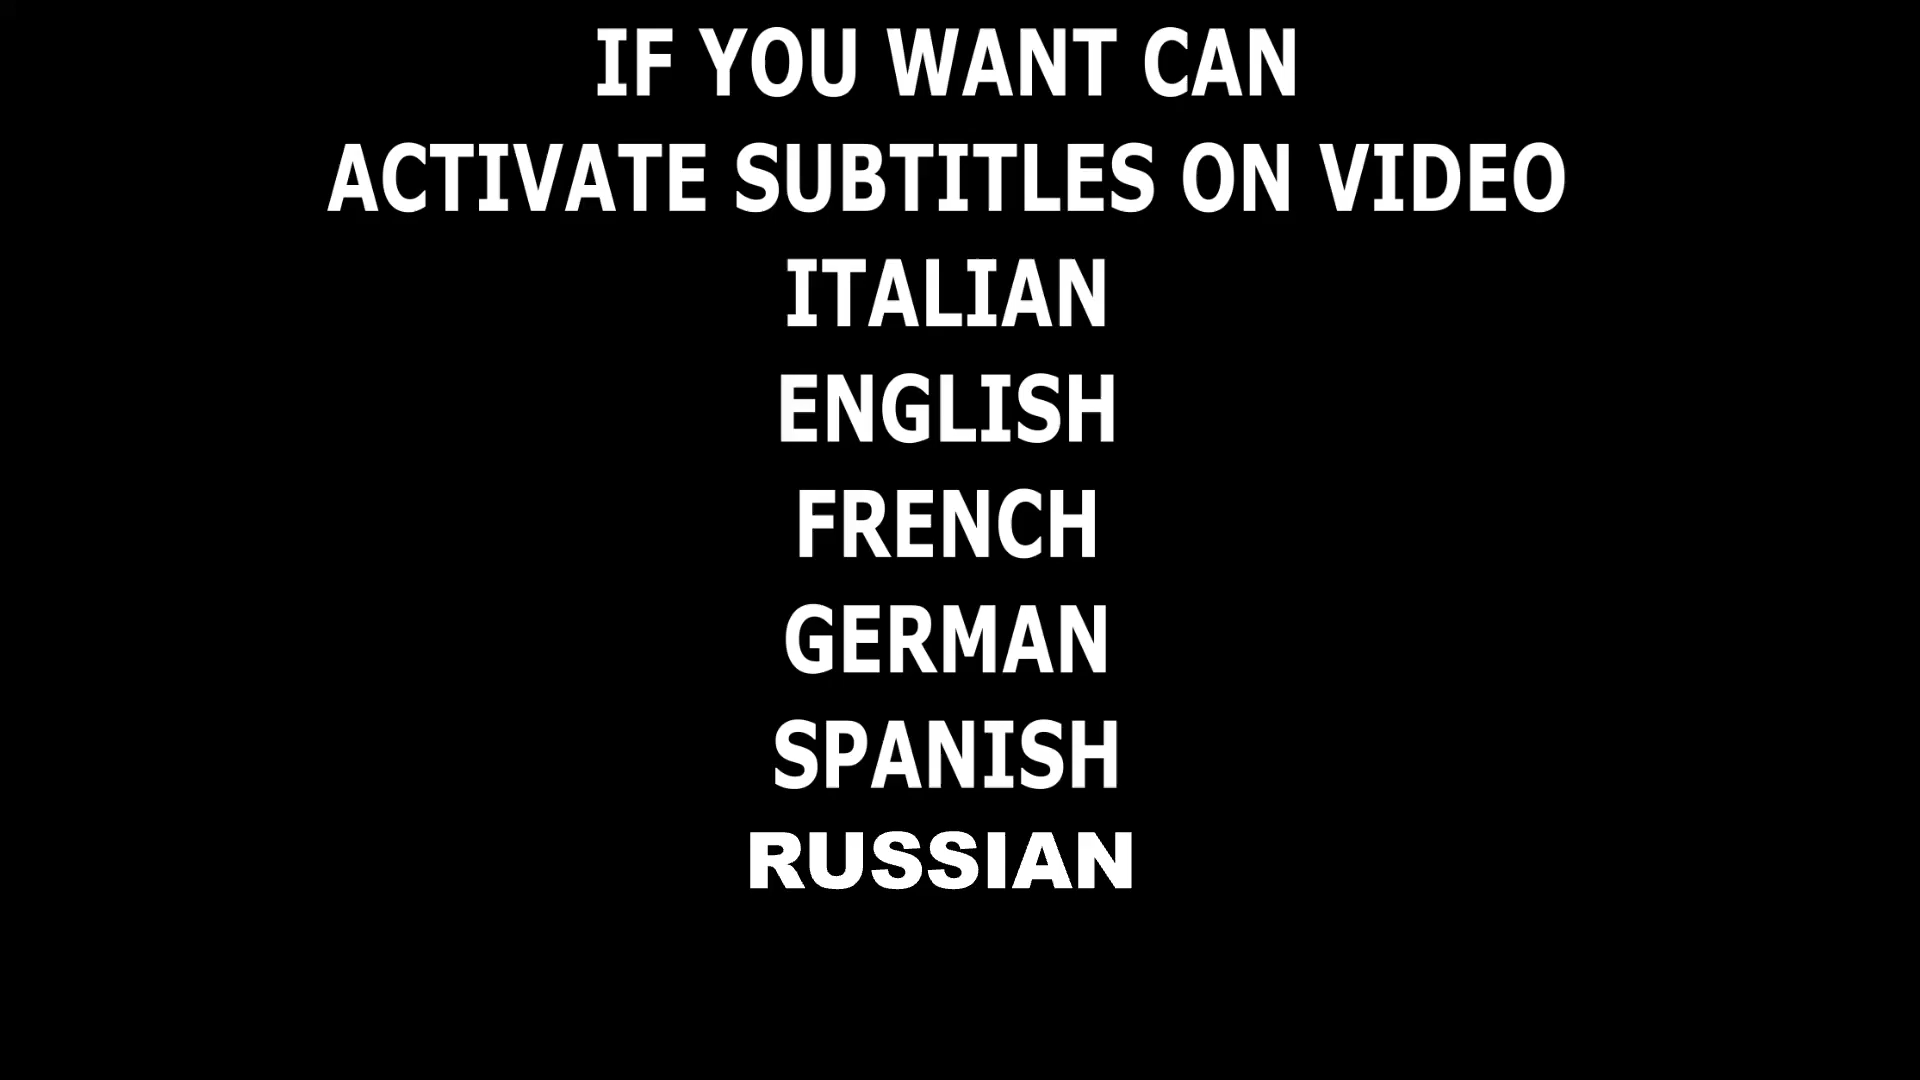 IF YOU WANT CAN
ACTIVATE SUBTITLES ON VIDEO
ITALIAN
ENGLISH
FRENCH
GERMAN
SPANISH
RUSSIAN